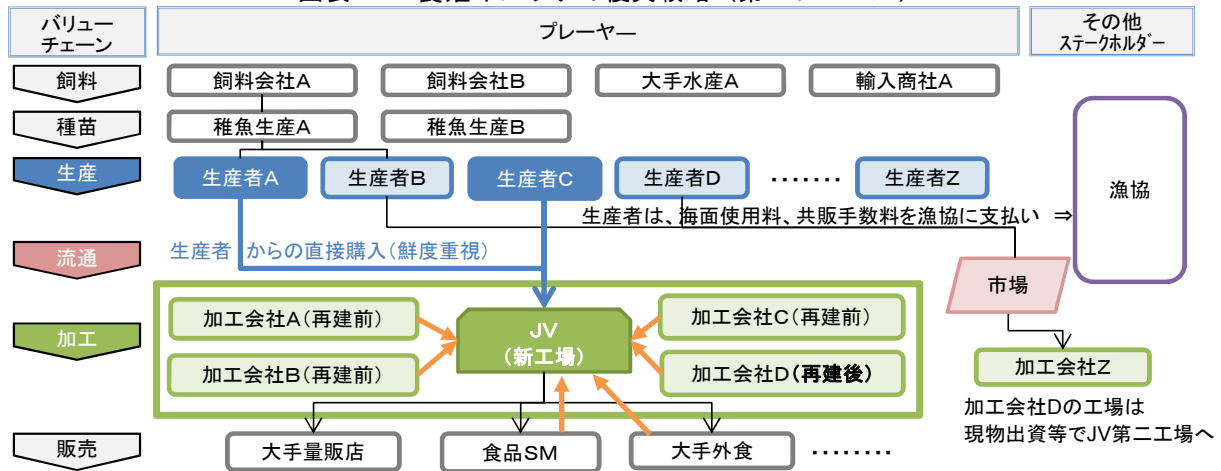 バリュー
チェーン
プレーヤー
その他
ステークホルダー
飼料
飼料会社A
飼料会社B
大手水産A
輸入商社A
種苗
稚魚生産A
稚魚生産B
生産
生産者A
生産者B
生産者C
生産者D
・・・・・・・
生産者Z
漁協
生産者は、海面使用料、共販手数料を漁協に支払い ⇒
流通
生産者 からの直接購入(鮮度重視)
市場
加工
加工会社A(再建前)
JV
(新工場)
加工会社C(再建前)
加工会社B(再建前)
加工会社D(再建後)
加工会社Z
加工会社Dの工場は
現物出資等でJV第二工場へ
販売
大手量販店
食品SM
大手外食
・・・・・・・・